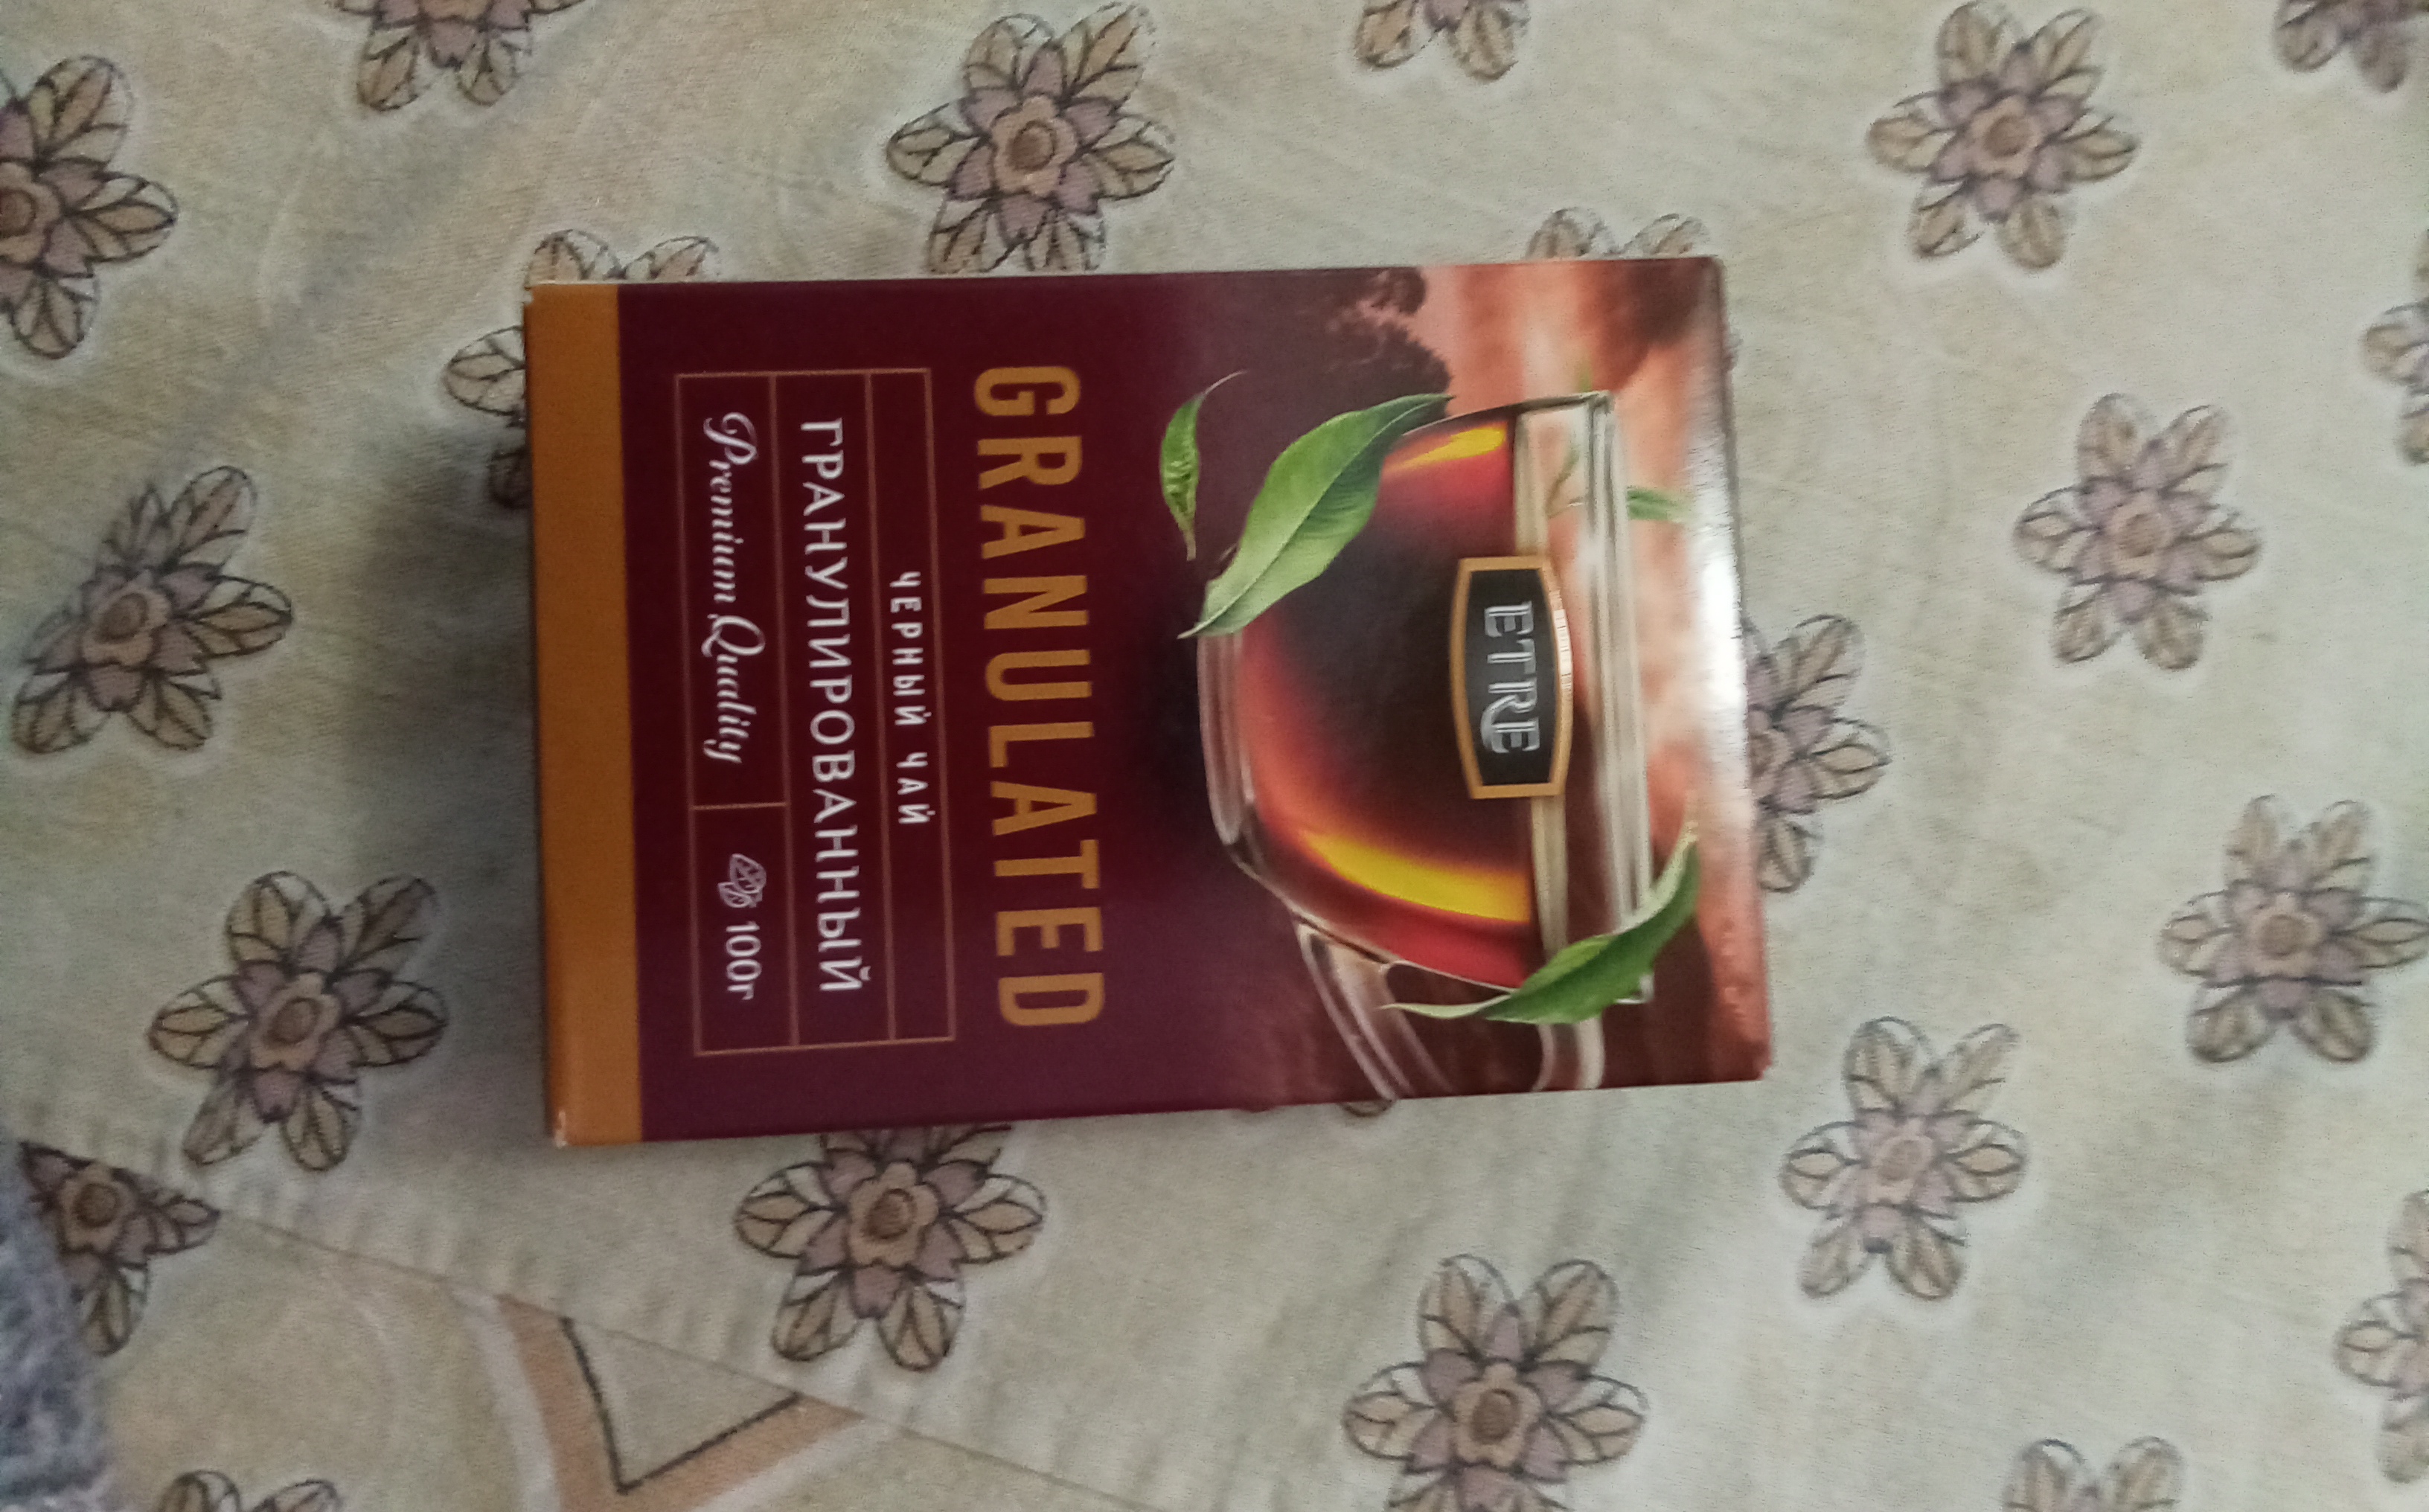 ETRE
GRANULATED
ЧЕРНЫЙ ЧАЙ
ГРАНУЛИРОВАННЫЙ
Premium Quality 100г